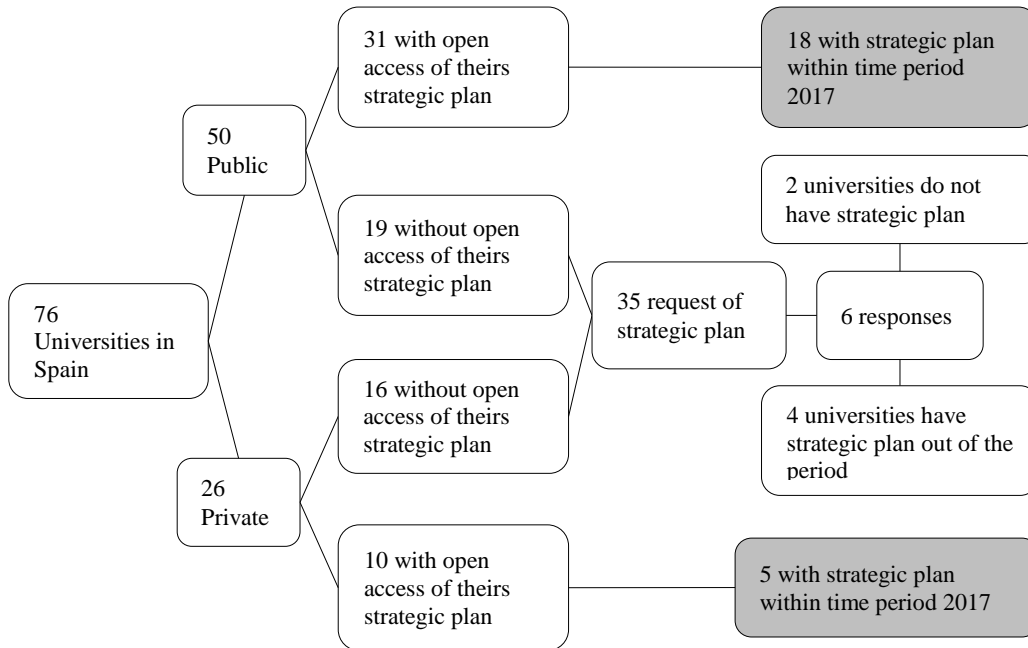 76
Universities in
Spain
50
Public
26
Private
31 with open
access of theirs
strategic plan
19 without open
access of theirs
strategic plan
16 without open
access of theirs
strategic plan
10 with open
access of theirs
strategic plan
35 request of
strategic plan
18 with strategic plan
within time period
2017
2 universities do not
have strategic plan
6 responses
4 universities have
strategic plan out of the
period
5 with strategic plan
within time period 2017